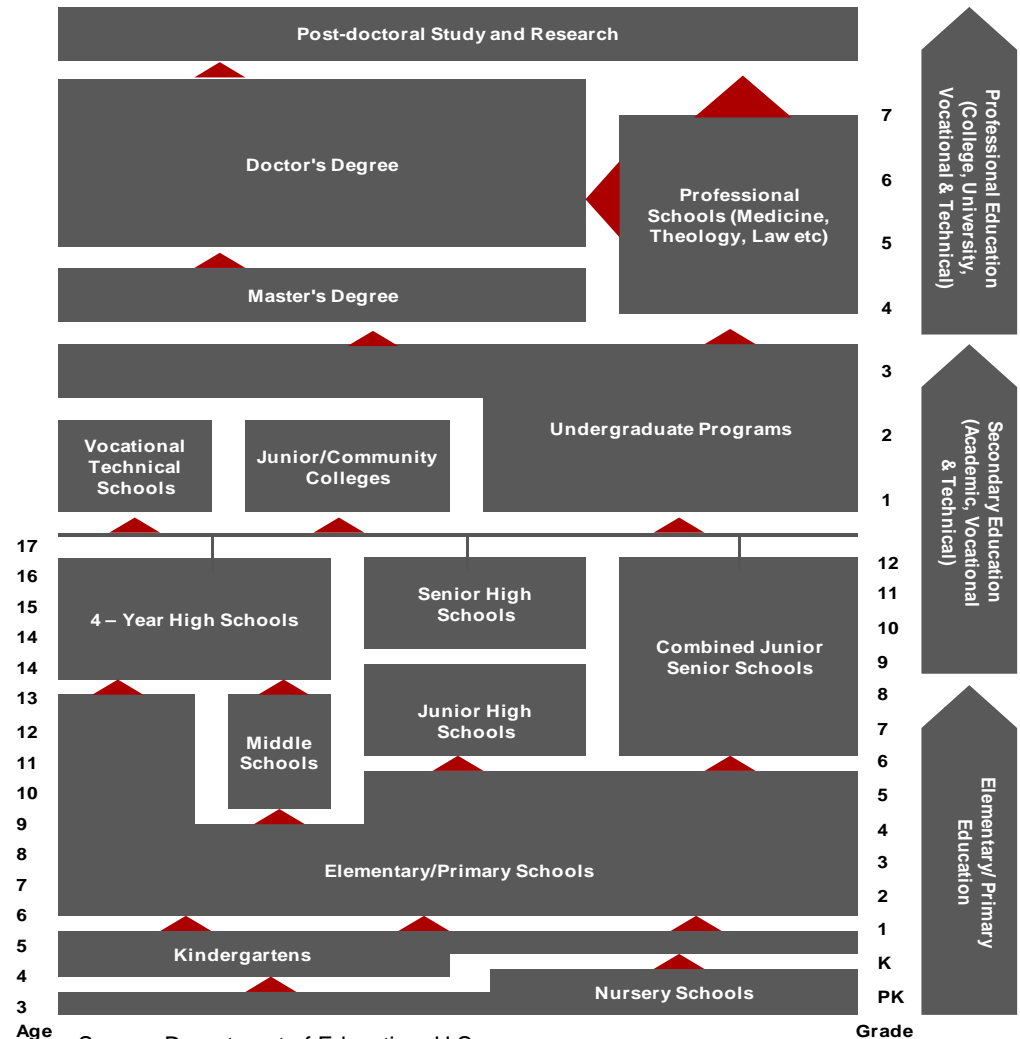 Post-doctoral Study and Research
Doctor's Degree
Professional
Schools (Medicine,
Theology, Law etc)
Master's Degree
Undergraduate Programs
Vocational
Technical
Schools
Junior/Community
Colleges
4 – Year High Schools
Senior High
Schools
Combined Junior
Senior Schools
Junior High
Schools
Middle
Schools
Elementary/Primary Schools
Kindergartens
Nursery Schools
17
16
15
14
14
13
12
11
10
9
8
7
6
5
4
3
Age
7
6
5
4
3
2
1
12
11
10
9
8
7
6
5
4
3
2
1
K
PK
Grade
Professional Education
(College, University,
Vocational & Technical)
Secondary Education
(Academic, Vocational
& Technical)
Elementary/ Primary
Education
Department of Education